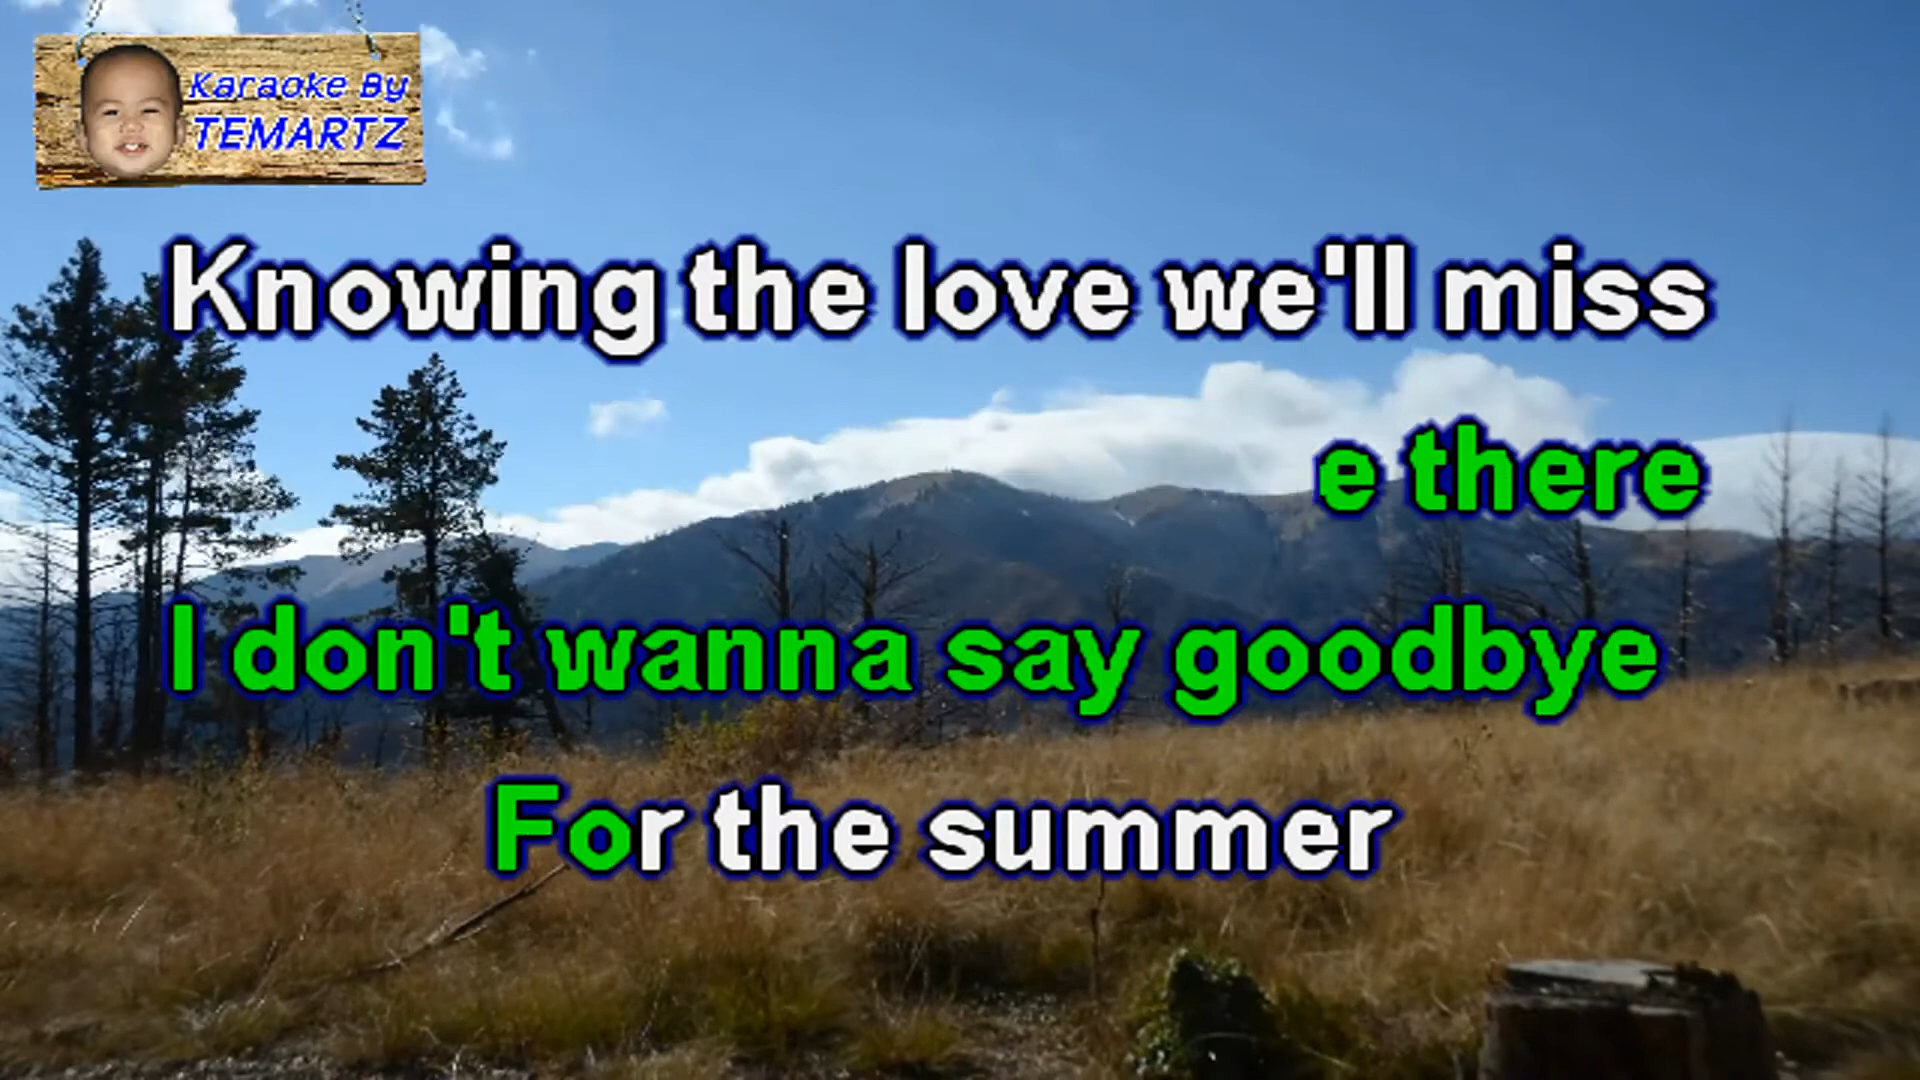 Karaoke By
TEMARTZ
Knowing the love we'll miss
e there
I don't wanna say goodbye
For the summer